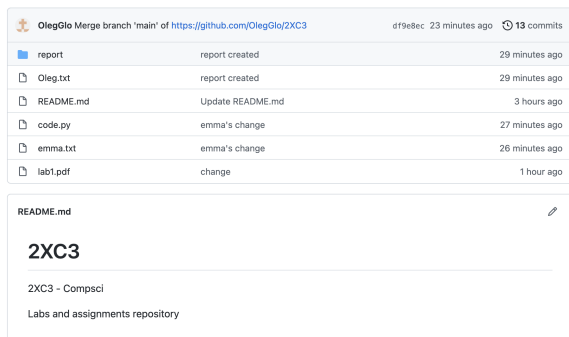 OlegGlo Merge branch 'main' of https://github.com/OlegGlo/2XC3 df9e8ec 23 minutes ago 13 commits
report report created 29 minutes ago
Oleg.txt report created 29 minutes ago
README.md Update README.md 3 hours ago
code.py emma's change 27 minutes ago
emma.txt emma's change 26 minutes ago
lab1.pdf change 1 hour ago
README.md
2XC3
2XC3 - Compsci
Labs and assignments repository